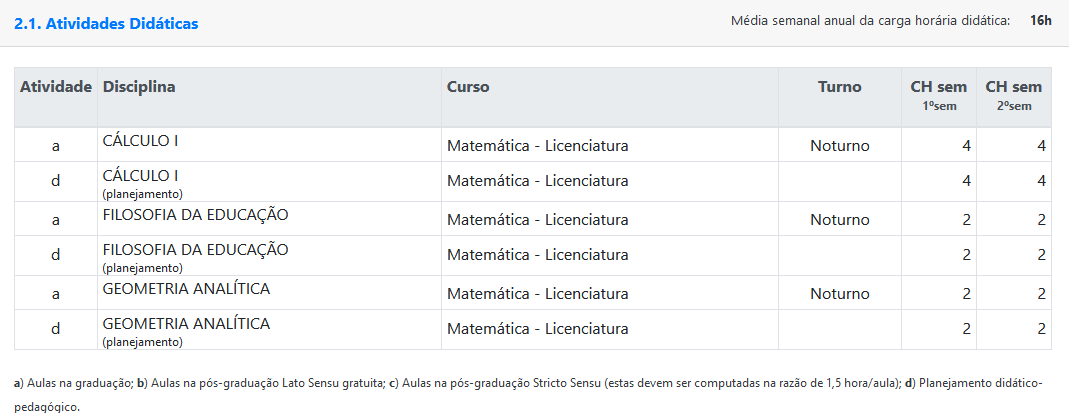 2.1. Atividades Didáticas Média semanal anual da carga horária didática: 16h
Atividade Disciplina Curso Turno CH sem CH sem
1ºsem 2ºsem
a CÁLCULO I Matemática - Licenciatura Noturno 4 4
d CÁLCULO I Matemática - Licenciatura 4 4
(planejamento)
a FILOSOFIA DA EDUCAÇÃO Matemática - Licenciatura Noturno 2 2
d FILOSOFIA DA EDUCAÇÃO Matemática - Licenciatura 2 2
(planejamento)
a GEOMETRIA ANALÍTICA Matemática - Licenciatura Noturno 2 2
d GEOMETRIA ANALÍTICA Matemática - Licenciatura 2 2
(planejamento)
a) Aulas na graduação; b) Aulas na pós-graduação Lato Sensu gratuita; c) Aulas na pós-graduação Stricto Sensu (estas devem ser computadas na razão de 1,5 hora/aula); d) Planejamento didático-
pedagógico.